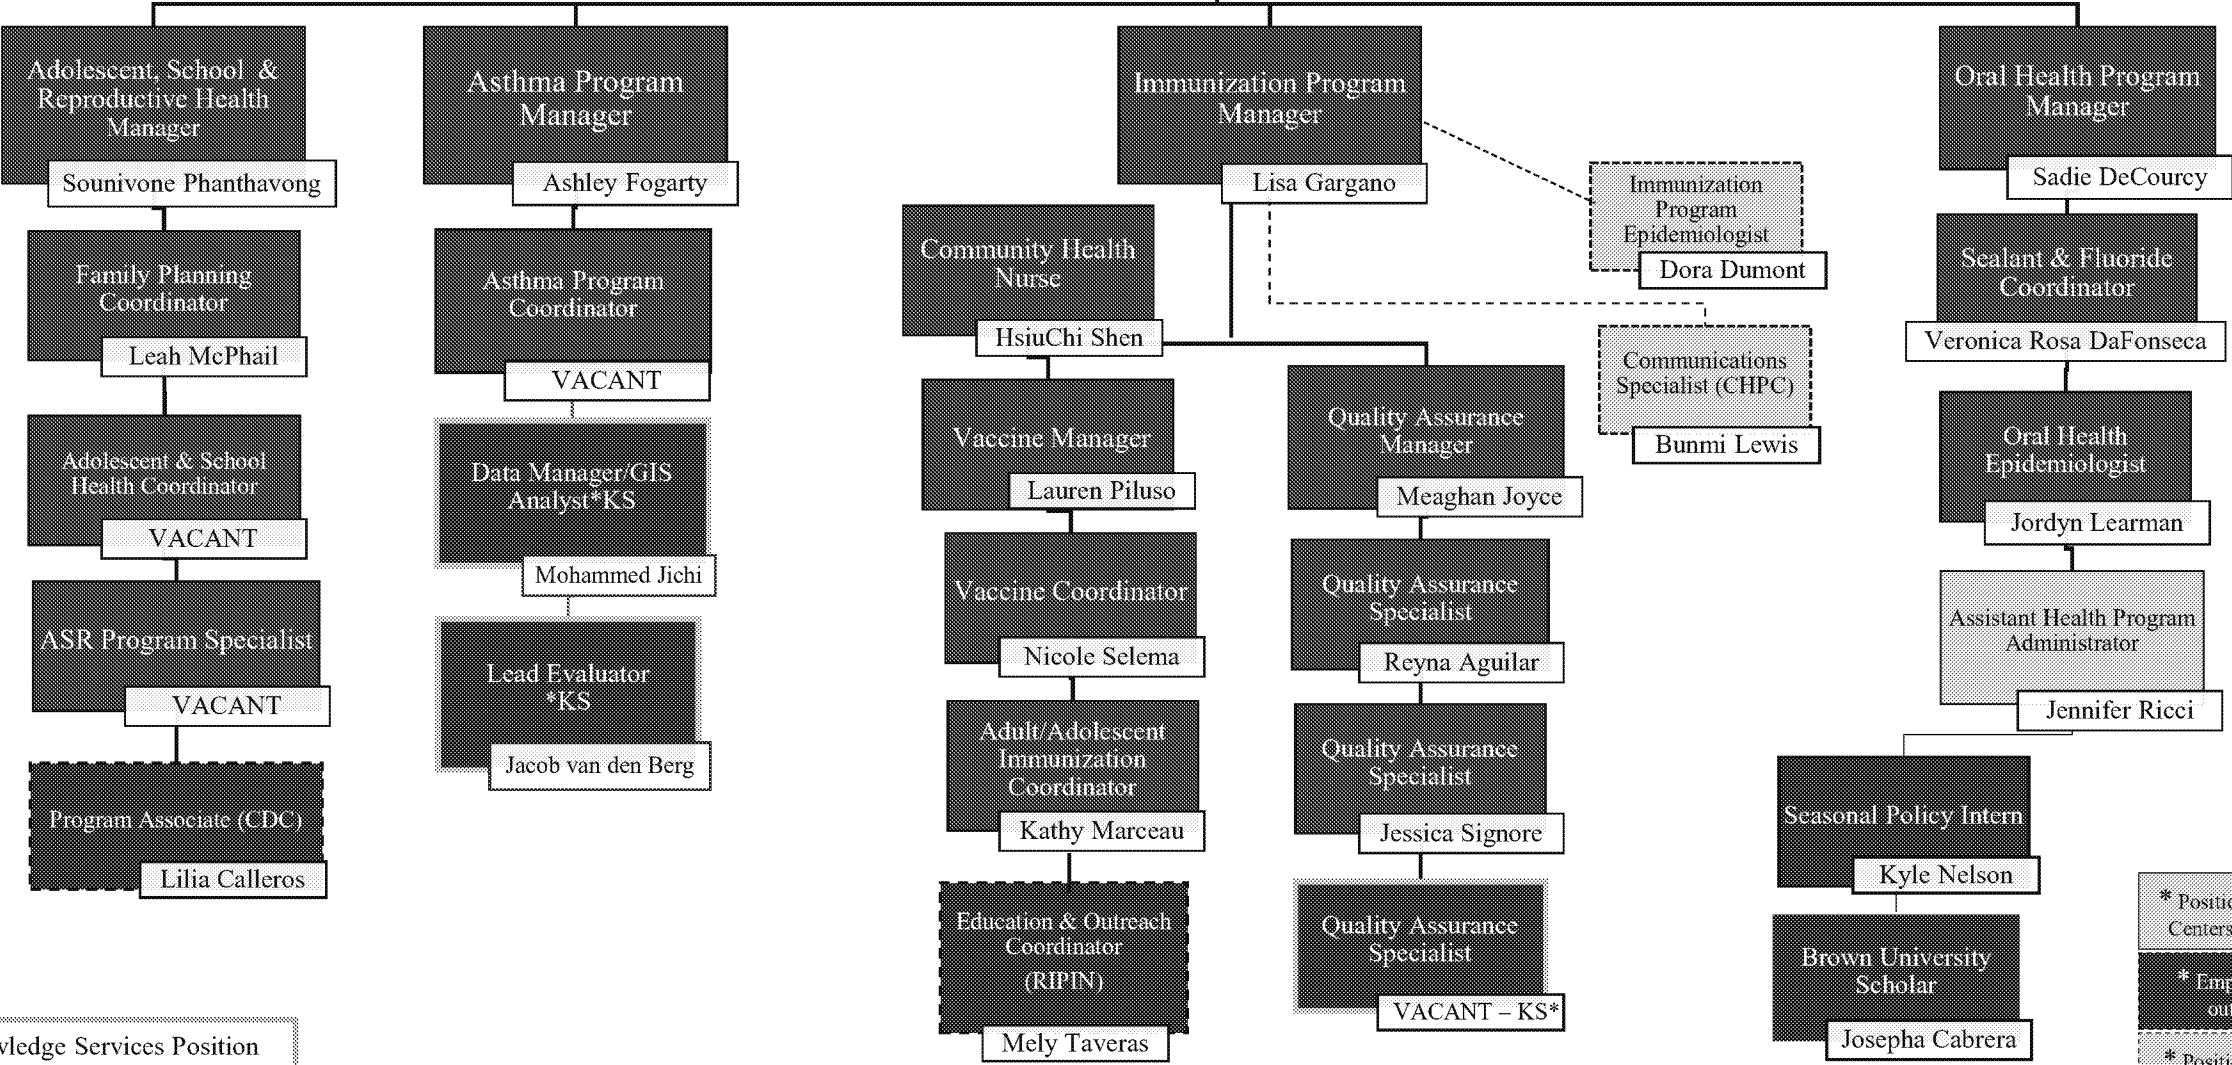 Adolescent, School &
Reproductive Health
Manager
Sounivone Phanthavong
Family Planning
Coordinator
Leah McPhail
Adolescent & School
Health Coordinator
VACANT
ASR Program Specialist
VACANT
Program Associate (CDC)
Lilia Calleros
Asthma Program
Manager
Ashley Fogarty
Asthma Program
Coordinator
VACANT
Data Manager/GIS
Analyst*KS
Mohammed Jichi
Lead Evaluator
*KS
Jacob van den Berg
Immunization Program
Manager
Lisa Gargano
Immunization
Program
Epidemiologist
Dora Dumont
Communications
Specialist (CHPC)
Bunmi Lewis
Community Health
Nurse
HsiuChi Shen
Vaccine Manager
Lauren Piluso
Vaccine Coordinator
Nicole Selema
Adult/Adolescent
Immunization
Coordinator
Kathy Marceau
Education & Outreach
Coordinator
(RIPIN)
Mely Taveras
Quality Assurance
Manager
Meaghan Joyce
Quality Assurance
Specialist
Reyna Aguilar
Quality Assurance
Specialist
Jessica Signore
Quality Assurance
Specialist
VACANT – KS*
Oral Health Program
Manager
Sadie DeCourcy
Sealant & Fluoride
Coordinator
Veronica Rosa DaFonseca
Oral Health
Epidemiologist
Jordyn Learman
Assistant Health Program
Administrator
Jennifer Ricci
Seasonal Policy Intern
Kyle Nelson
Brown University
Scholar
Josepha Cabrera
wledge Services Position
* Positio
Centers
* Emp
out
* Positi